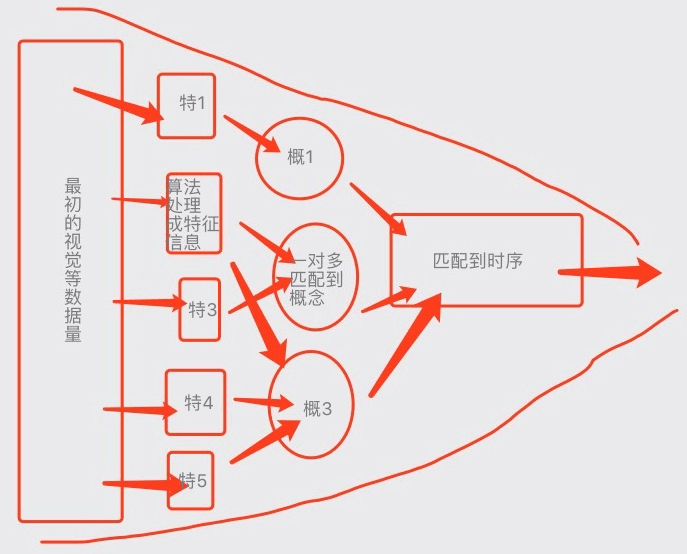 最初的视觉等数据量
特1
算法
处理
成特征
信息
特3
特4
特5
概1
一对多
匹配到
概念
概3
匹配到时序